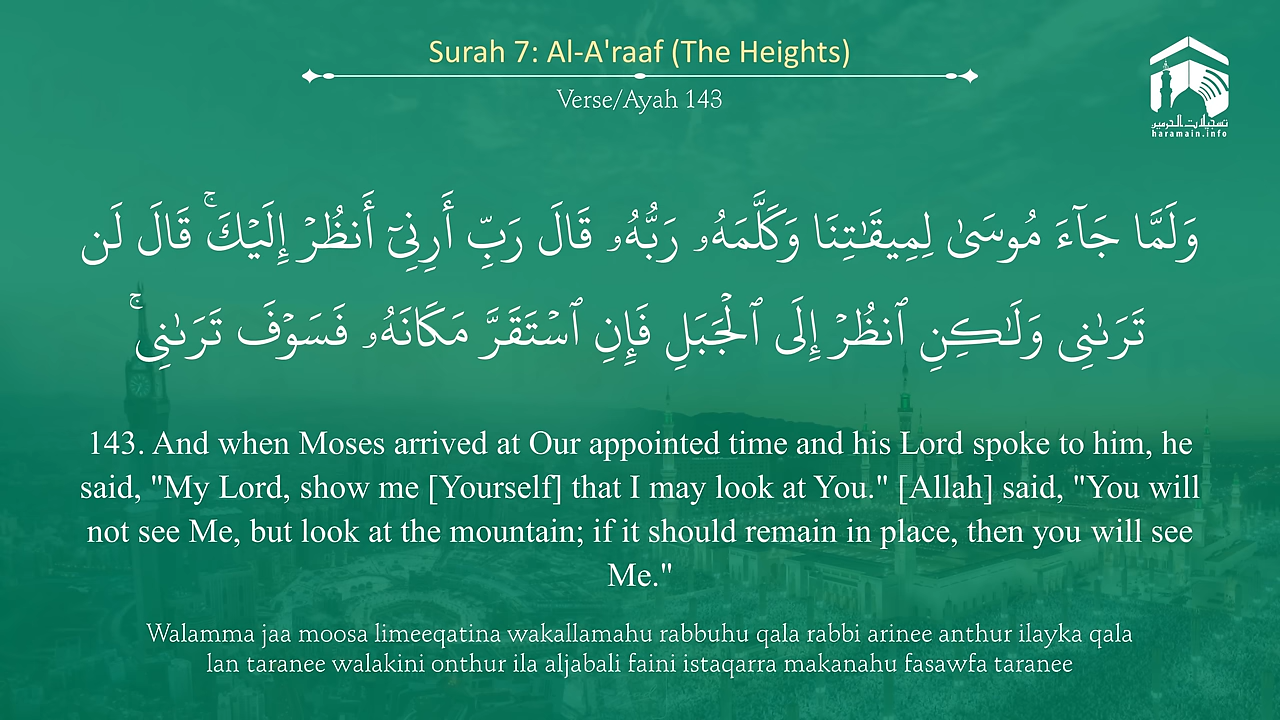 Surah 7: Al-A'raaf (The Heights)
Verse/Ayah 143
تسجيلات الحرمين
haramain.info
وَلَمَّا جَآءَ مُوسَىٰ لِمِيقَـٰتِنَا وَكَلَّمَهُۥ رَبُّهُۥ قَالَ رَبِّ أَرِنِىٓ أَنظُرْ إِلَيْكَ ۚ قَالَ لَن
تَرَىٰنِى وَلَـٰكِنِ ٱنظُرْ إِلَى ٱلْجَبَلِ فَإِنِ ٱسْتَقَرَّ مَكَانَهُۥ فَسَوْفَ تَرَىٰنِى ۚ
143. And when Moses arrived at Our appointed time and his Lord spoke to him, he
said, "My Lord, show me [Yourself] that I may look at You." [Allah] said, "You will
not see Me, but look at the mountain; if it should remain in place, then you will see
Me."
Walamma jaa moosa limeeqatina wakallamahu rabbuhu qala rabbi arinee anthur ilayka qala
lan taranee walakini onthur ila aljabali faini istaqarra makanahu fasawfa taranee